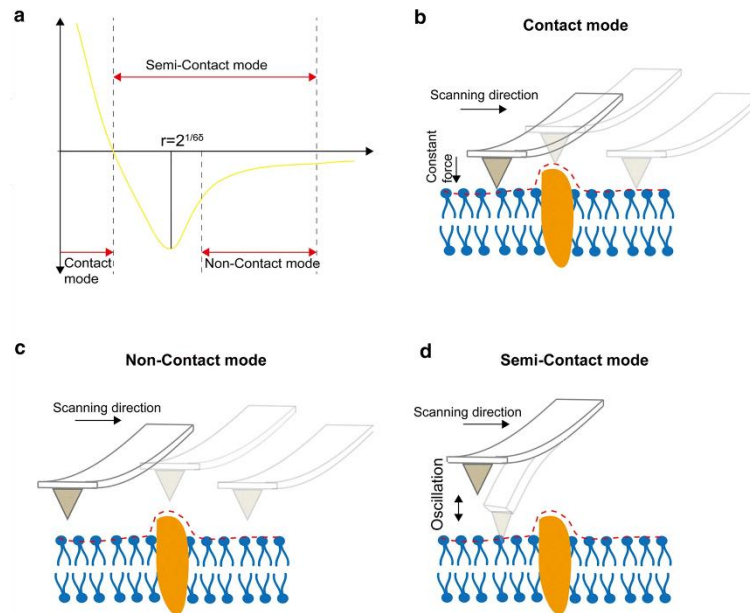 a
Semi-Contact mode
r=2^1/6δ
Contact
mode
Non-Contact mode
b
Contact mode
Scanning direction
Constant
force
c
Non-Contact mode
Scanning direction
d
Semi-Contact mode
Scanning direction
Oscillation